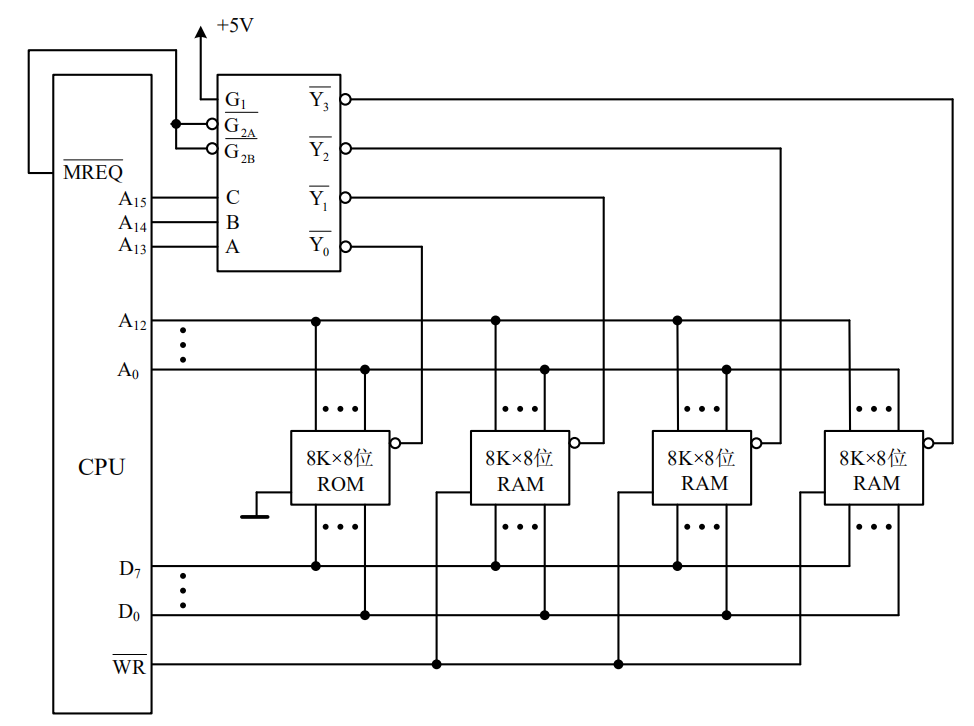 +5V
G₁
Y₃
G₂A
G₂B
Y₂
MREQ
A₁₅
C
Y₁
A₁₄
B
A₁₃
A
Y₀
A₁₂
A₀
CPU
8K×8位
ROM
8K×8位
RAM
8K×8位
RAM
8K×8位
RAM
D₇
D₀
WR